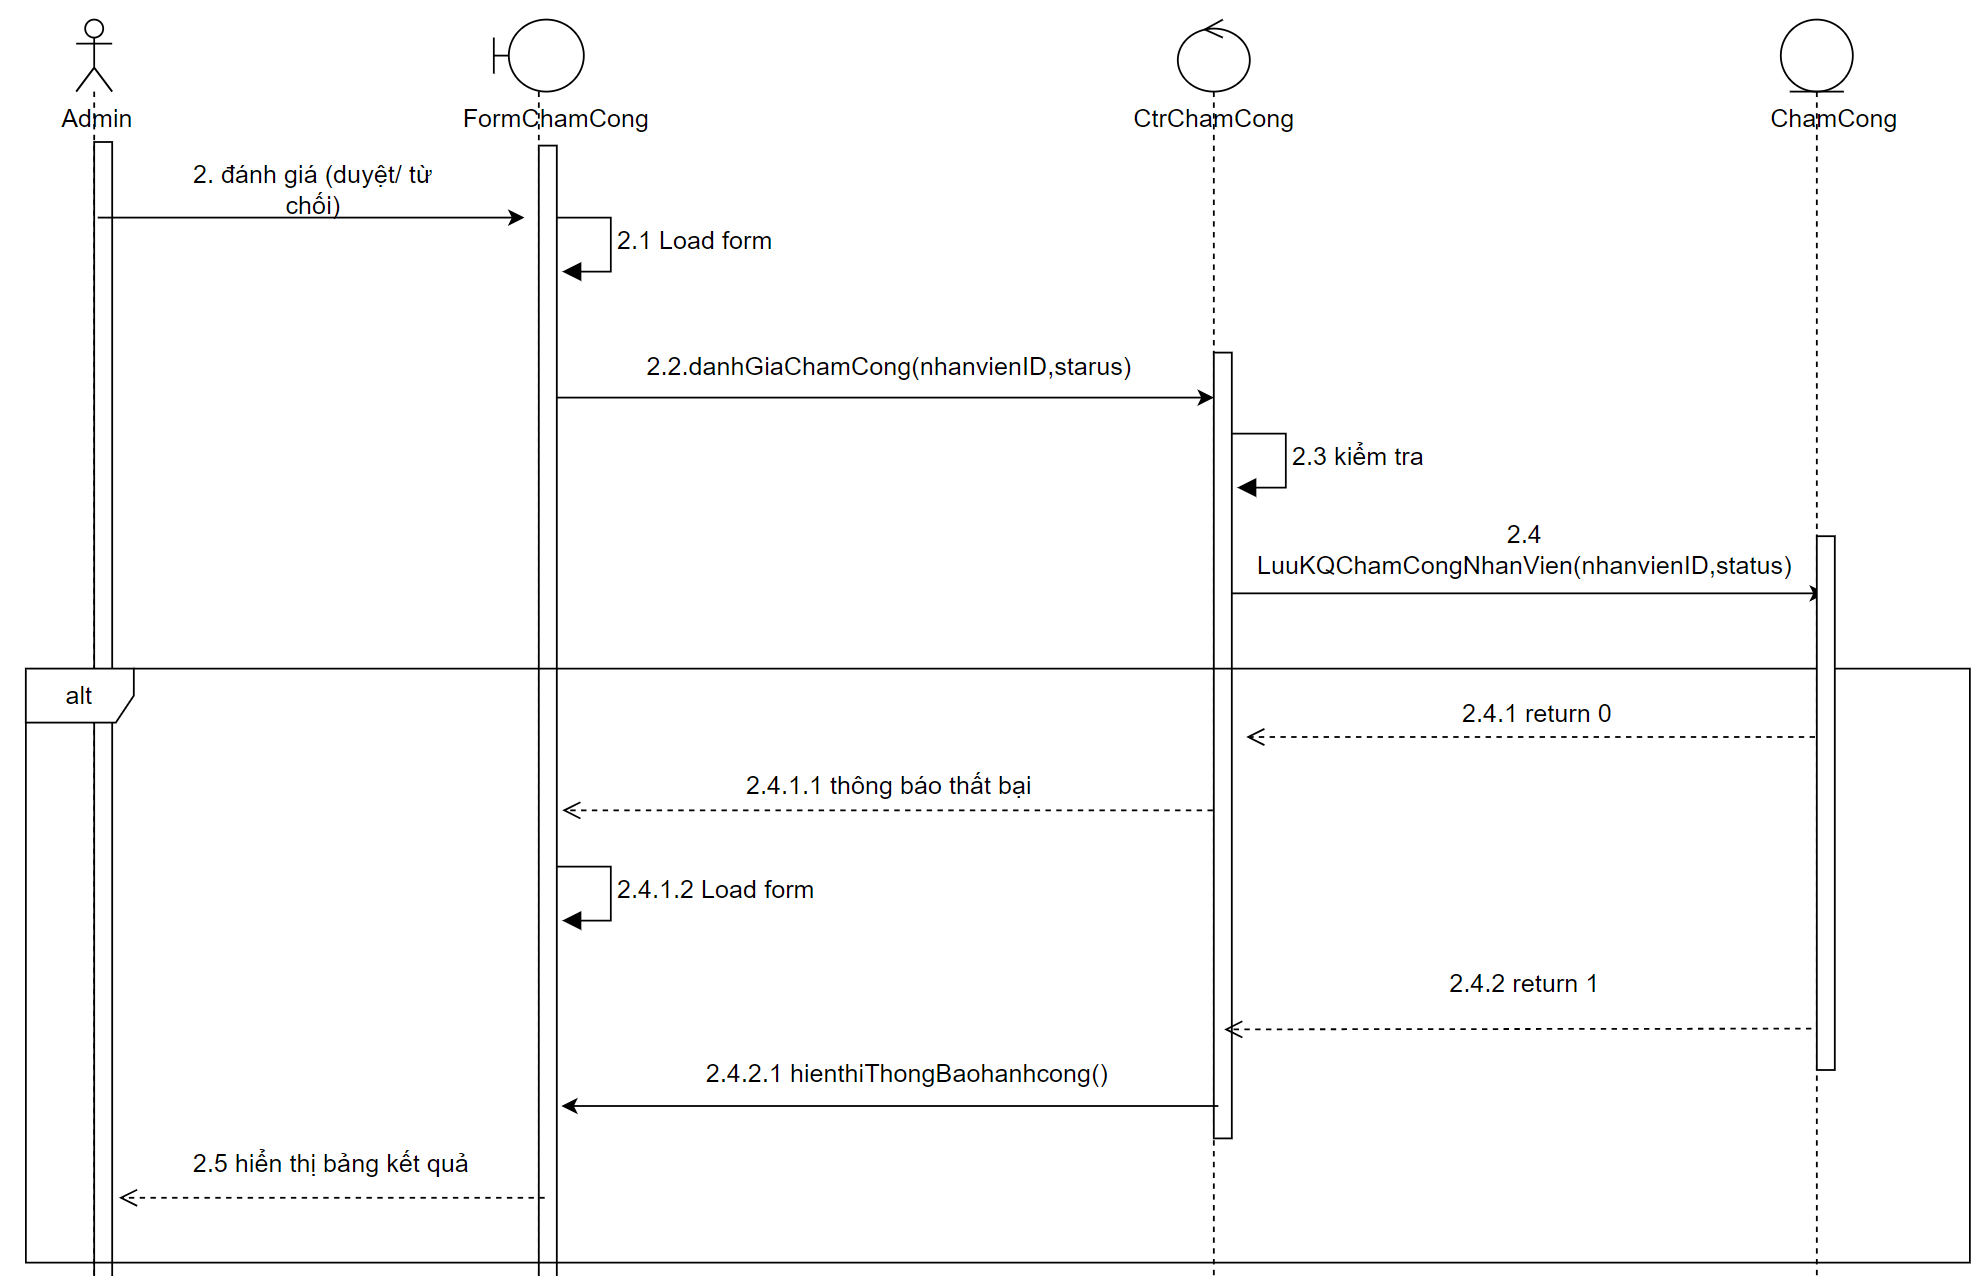 Admin
FormChamCong
CtrChamCong
ChamCong
2. đánh giá (duyệt/ từ
chối)
2.1 Load form
2.2.danhGiaChamCong(nhanvienID,starus)
2.3 kiểm tra
2.4
LuuKQChamCongNhanVien(nhanvienID,status)
alt
2.4.1 return 0
2.4.1.1 thông báo thất bại
2.4.1.2 Load form
2.4.2 return 1
2.4.2.1 hienthiThongBaohanhcong()
2.5 hiển thị bảng kết quả